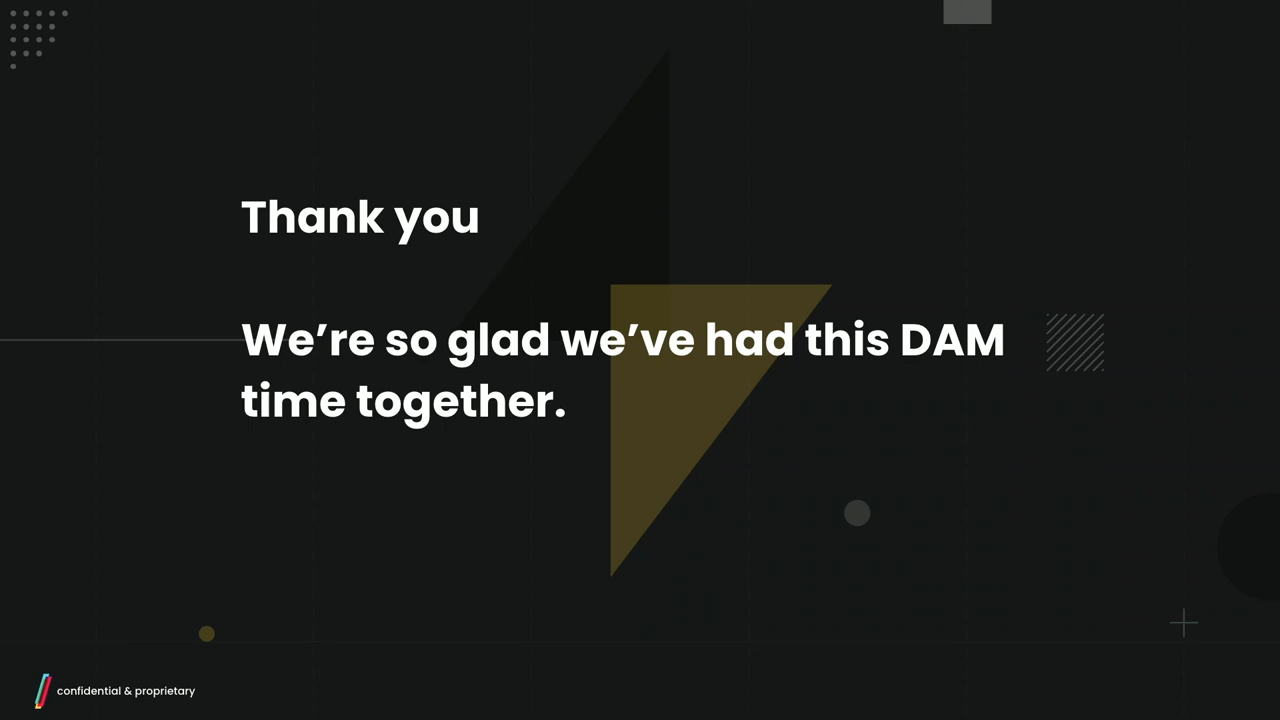 Thank you
We’re so glad we’ve had this DAM
time together.
confidential & proprietary